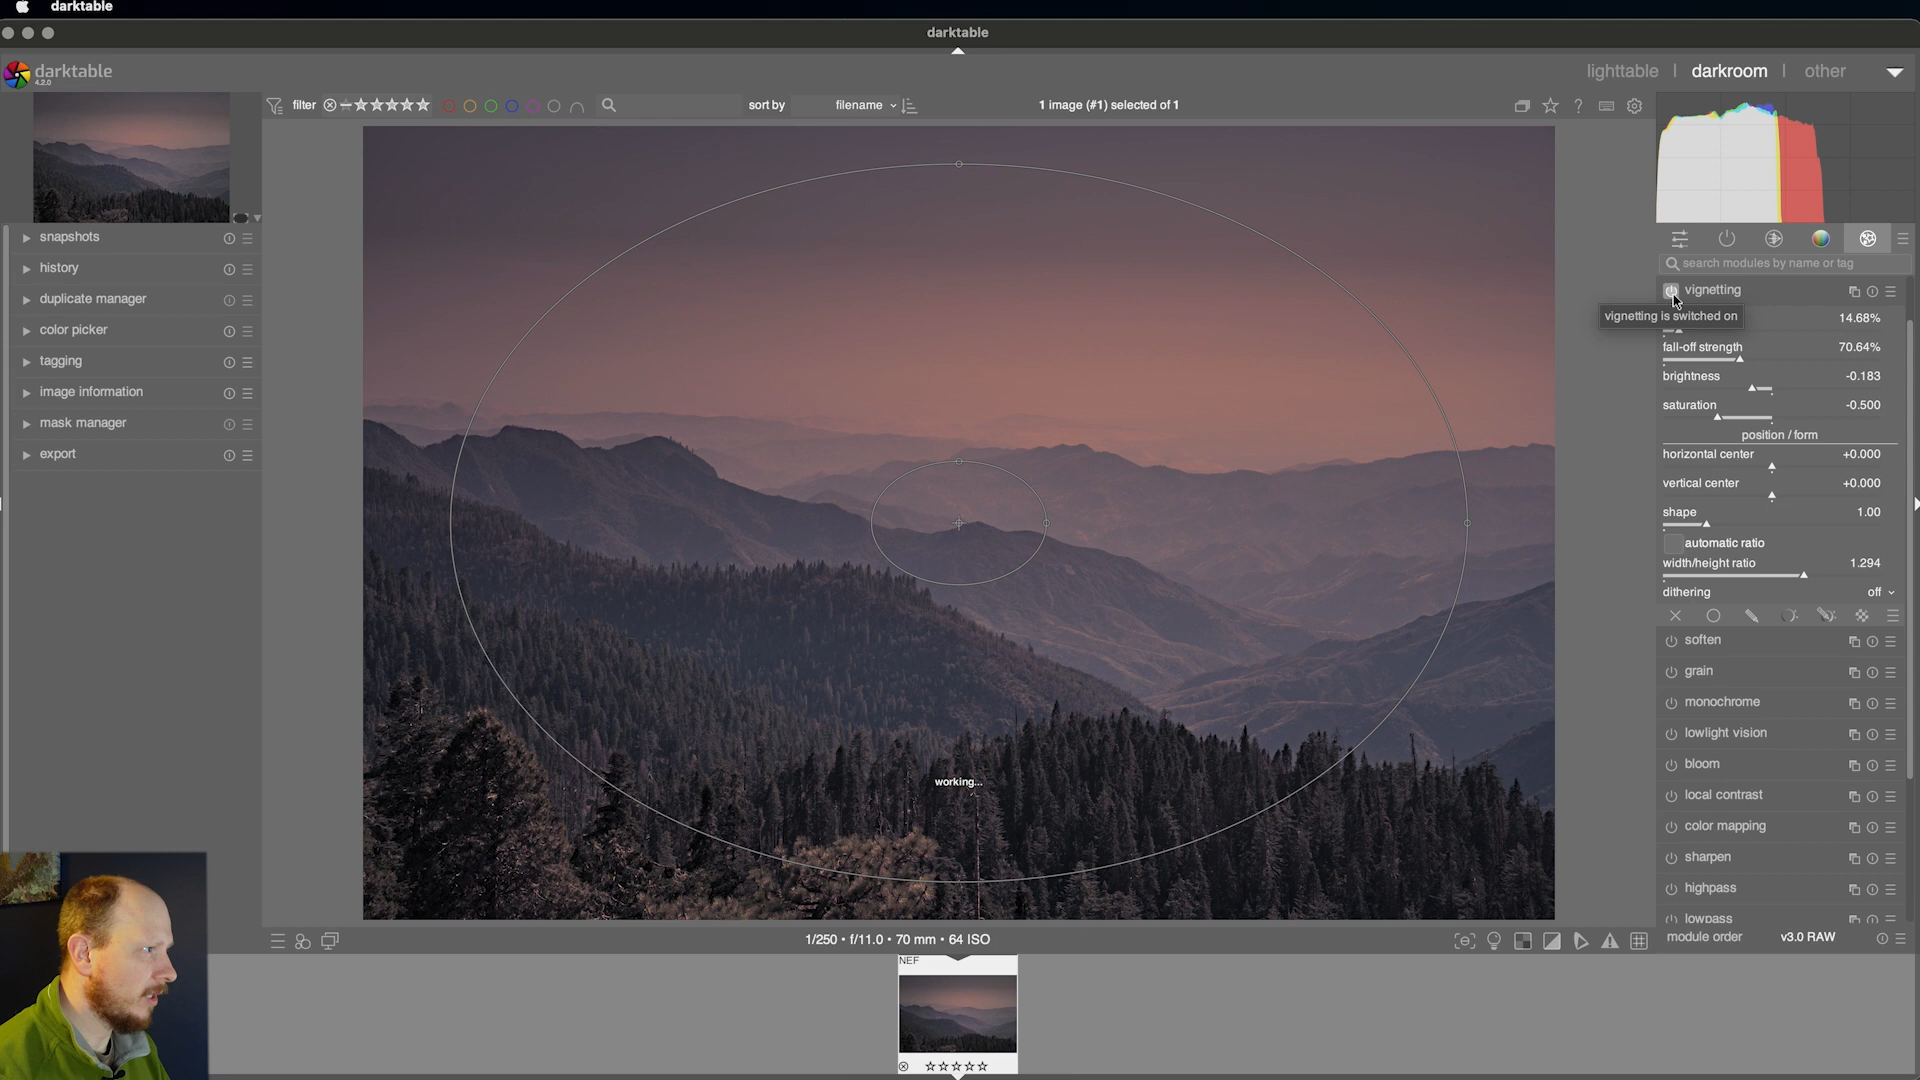 darktable
darktable
darktable
4.2.0
lighttable | darkroom | other
filter
sort by
filename
1 image (#1) selected of 1
?
snapshots
history
duplicate manager
color picker
tagging
image information
mask manager
export
search modules by name or tag
vignetting
vignetting is switched on
14.68%
fall-off strength 70.64%
brightness -0.183
saturation -0.500
position / form
horizontal center +0.000
vertical center +0.000
shape 1.00
automatic ratio
width/height ratio 1.294
dithering off
soften
grain
monochrome
lowlight vision
bloom
local contrast
color mapping
sharpen
highpass
lowpass
module order v3.0 RAW
working...
1/250 • f/11.0 • 70 mm • 64 ISO
NEF